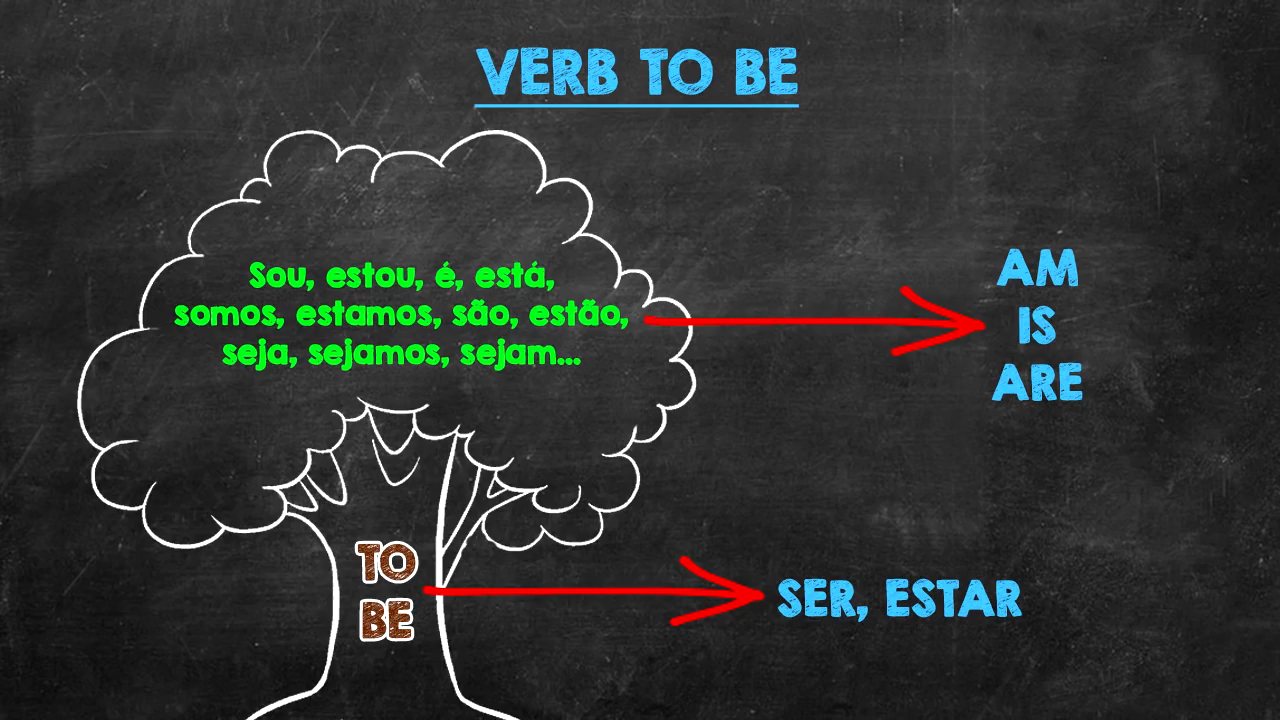 VERB TO BE
Sou, estou, é, está,
somos, estamos, são, estão,
seja, sejamos, sejam...
AM
IS
ARE
TO
BE
SER, ESTAR